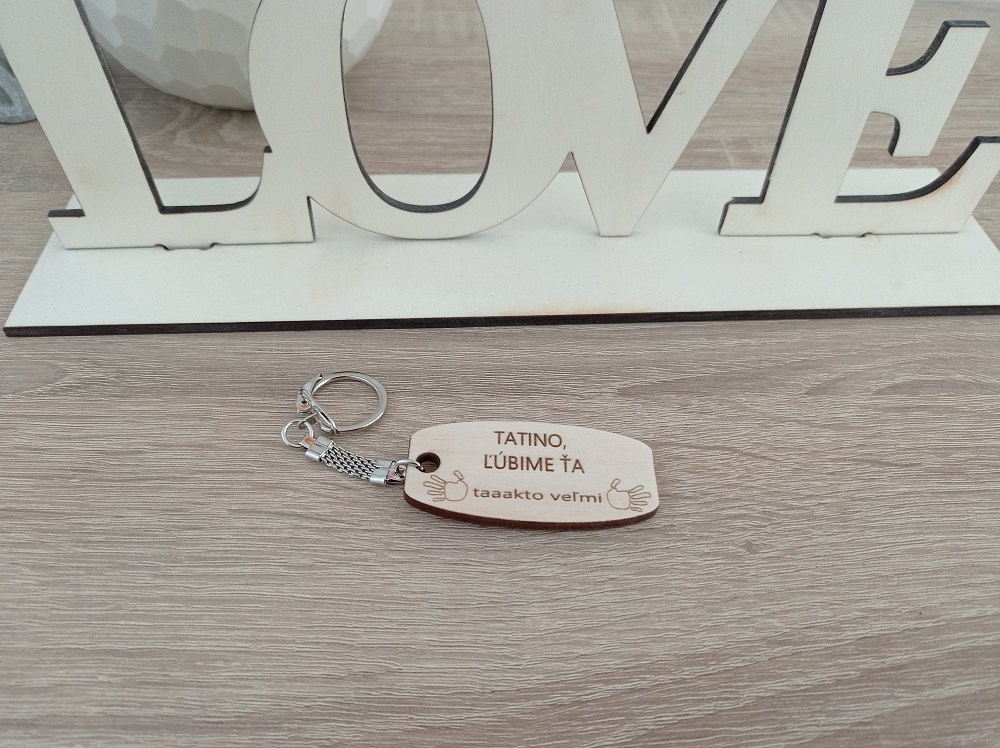 LOVE
TATINO,
ĽÚBIME ŤA
taaakto veľmi